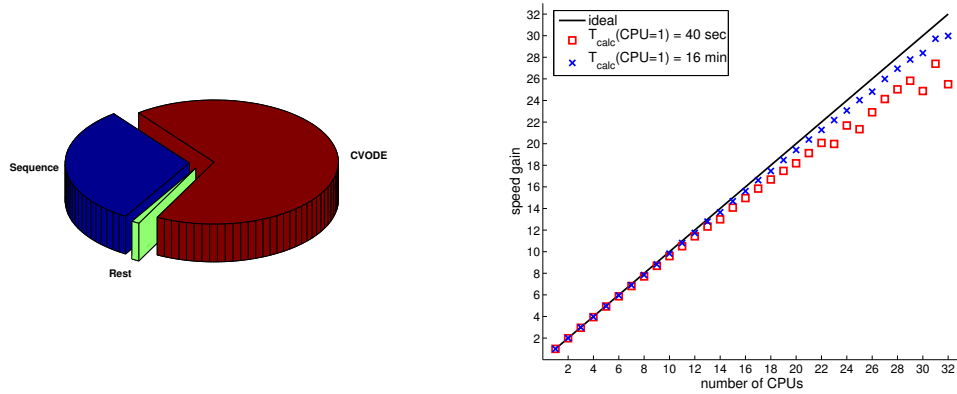 Sequence
CVODE
Rest
ideal
T_calc(CPU=1) = 40 sec
T_calc(CPU=1) = 16 min
speed gain
32
30
28
26
24
22
20
18
16
14
12
10
8
6
4
2
2 4 6 8 10 12 14 16 18 20 22 24 26 28 30 32
number of CPUs